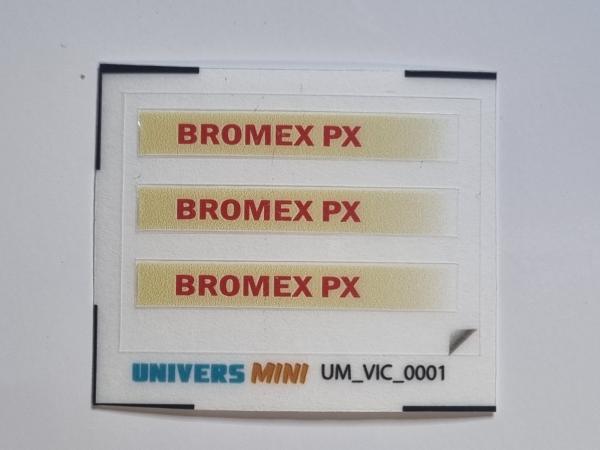 BROMEX PX
BROMEX PX
BROMEX PX
UNIVERS MINI UM_VIC_0001